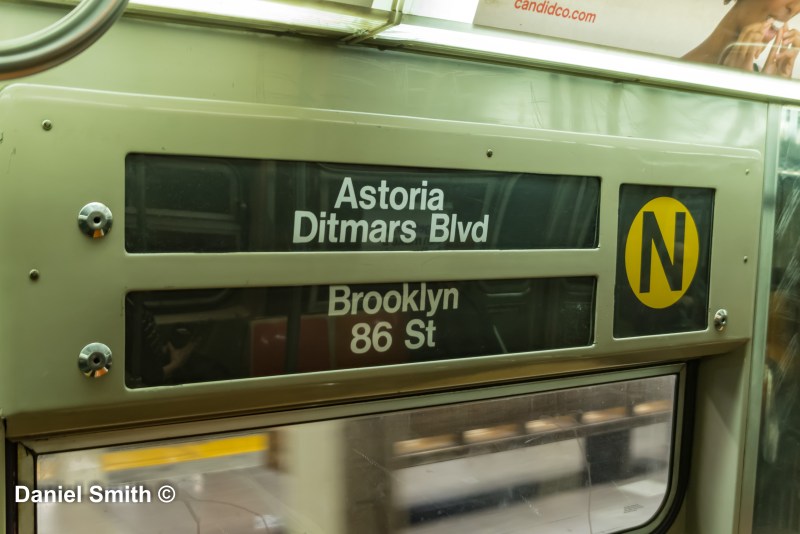 candidco.com
Astoria
Ditmars Blvd
N
Brooklyn
86 St
Daniel Smith ©